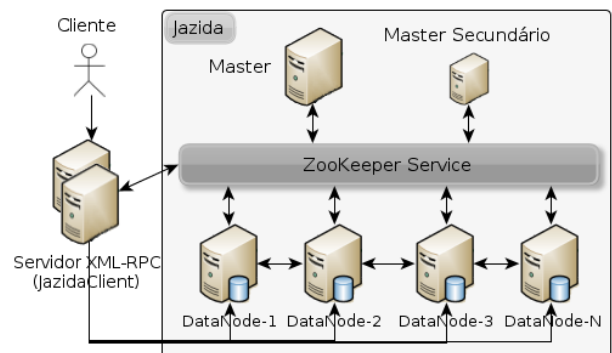 Cliente
Jazida
Master
Master Secundário
ZooKeeper Service
Servidor XML-RPC
(JazidaClient)
DataNode-1
DataNode-2
DataNode-3
DataNode-N